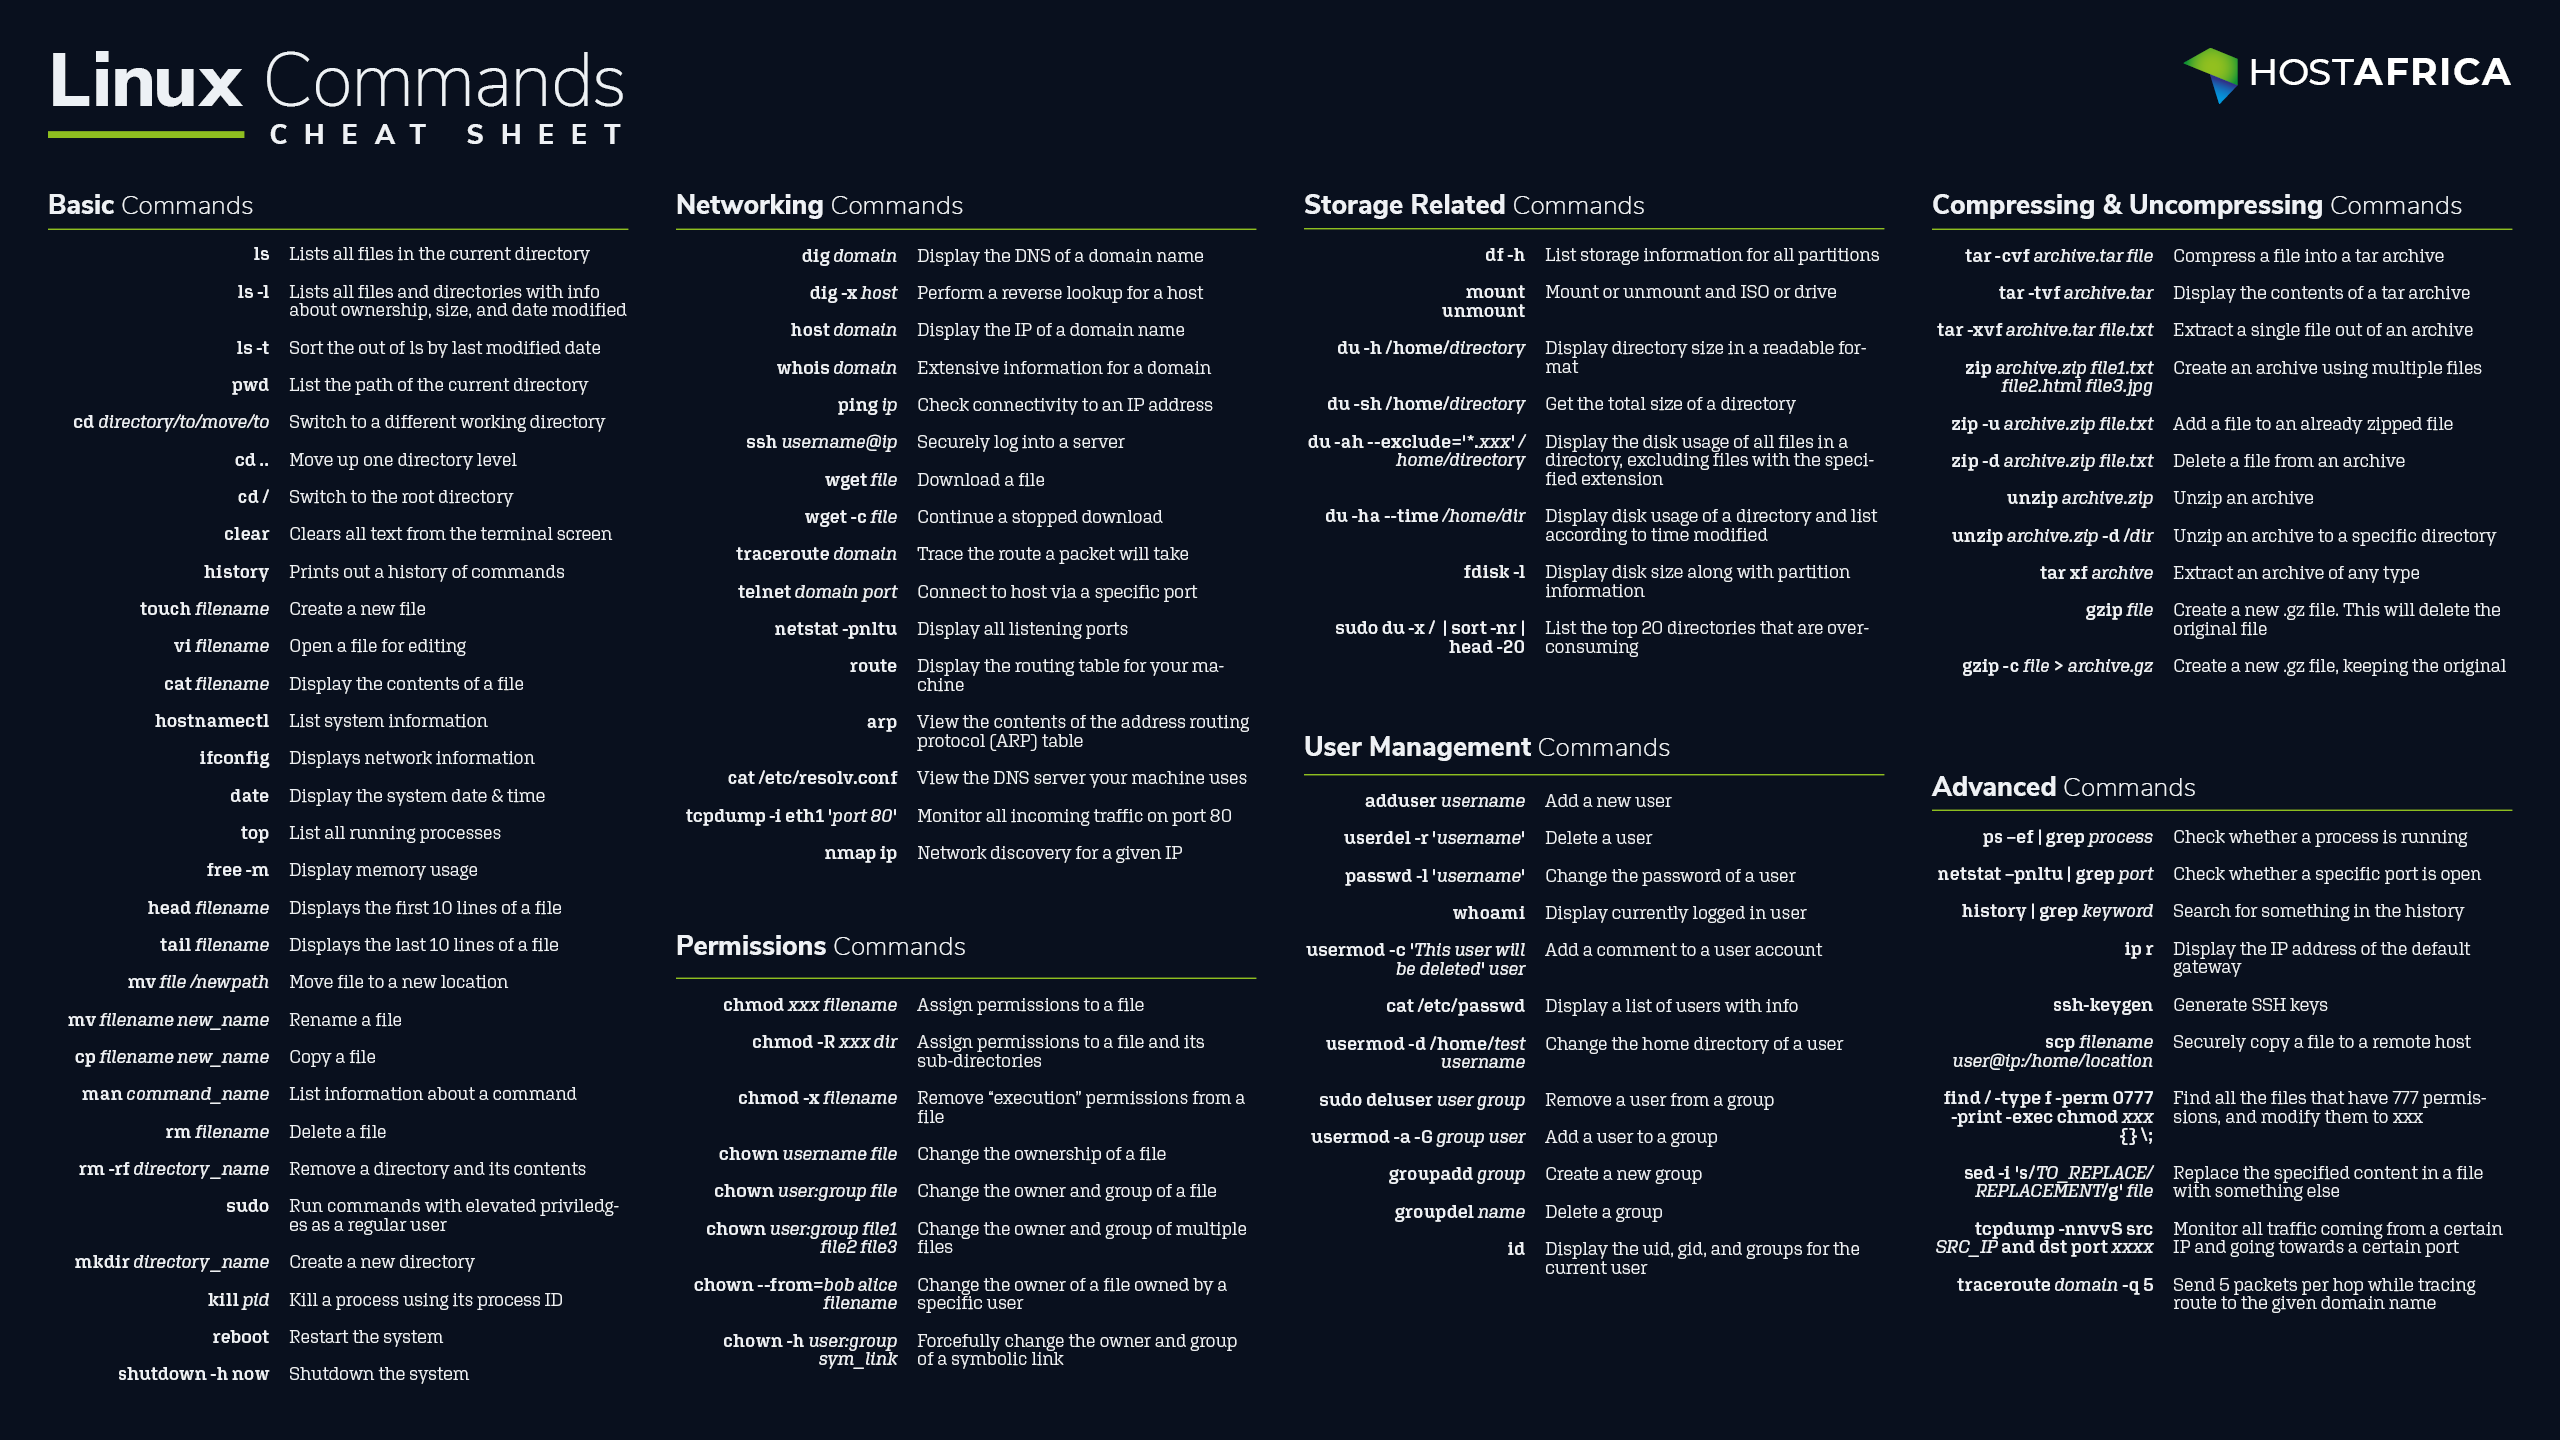 Linux Commands
CHEAT SHEET
HOSTAFRICA
Basic Commands
ls Lists all files in the current directory
ls -l Lists all files and directories with info
about ownership, size, and date modified
ls -t Sort the out of ls by last modified date
pwd List the path of the current directory
cd directory/to/move/to Switch to a different working directory
cd .. Move up one directory level
cd / Switch to the root directory
clear Clears all text from the terminal screen
history Prints out a history of commands
touch filename Create a new file
vi filename Open a file for editing
cat filename Display the contents of a file
hostnamectl List system information
ifconfig Displays network information
date Display the system date & time
top List all running processes
free -m Display memory usage
head filename Displays the first 10 lines of a file
tail filename Displays the last 10 lines of a file
mv file /newpath Move file to a new location
mv filename new_name Rename a file
cp filename new_name Copy a file
man command_name List information about a command
rm filename Delete a file
rm -rf directory_name Remove a directory and its contents
sudo Run commands with elevated priviledg-
es as a regular user
mkdir directory_name Create a new directory
kill pid Kill a process using its process ID
reboot Restart the system
shutdown -h now Shutdown the system
Networking Commands
dig domain Display the DNS of a domain name
dig -x host Perform a reverse lookup for a host
host domain Display the IP of a domain name
whois domain Extensive information for a domain
ping ip Check connectivity to an IP address
ssh username@ip Securely log into a server
wget file Download a file
wget -c file Continue a stopped download
traceroute domain Trace the route a packet will take
telnet domain port Connect to host via a specific port
netstat -pnltu Display all listening ports
route Display the routing table for your ma-
chine
arp View the contents of the address routing
protocol (ARP) table
cat /etc/resolv.conf View the DNS server your machine uses
tcpdump -i eth1 'port 80' Monitor all incoming traffic on port 80
nmap ip Network discovery for a given IP
Permissions Commands
chmod xxx filename Assign permissions to a file
chmod -R xxx dir Assign permissions to a file and its
sub-directories
chmod -x filename Remove “execution” permissions from a
file
chown username file Change the ownership of a file
chown user:group file Change the owner and group of a file
chown user:group file1 Change the owner and group of multiple
file2 file3 files
chown --from=bob alice Change the owner of a file owned by a
filename specific user
chown -h user:group Forcefully change the owner and group
sym_link of a symbolic link
Storage Related Commands
df -h List storage information for all partitions
mount Mount or unmount and ISO or drive
unmount
du -h /home/directory Display directory size in a readable for-
mat
du -sh /home/directory Get the total size of a directory
du -ah --exclude='*.xxx' / Display the disk usage of all files in a
home/directory directory, excluding files with the speci-
fied extension
du -ha --time /home/dir Display disk usage of a directory and list
according to time modified
fdisk -l Display disk size along with partition
information
sudo du -x / | sort -nr | List the top 20 directories that are over-
head -20 consuming
User Management Commands
adduser username Add a new user
userdel -r 'username' Delete a user
passwd -l 'username' Change the password of a user
whoami Display currently logged in user
usermod -c 'This user will Add a comment to a user account
be deleted' user
cat /etc/passwd Display a list of users with info
usermod -d /home/test Change the home directory of a user
username
sudo deluser user group Remove a user from a group
usermod -a -G group user Add a user to a group
groupadd group Create a new group
groupdel name Delete a group
id Display the uid, gid, and groups for the
current user
Compressing & Uncompressing Commands
tar -cvf archive.tar file Compress a file into a tar archive
tar -tvf archive.tar Display the contents of a tar archive
tar -xvf archive.tar file.txt Extract a single file out of an archive
zip archive.zip file1.txt Create an archive using multiple files
file2.html file3.jpg
zip -u archive.zip file.txt Add a file to an already zipped file
zip -d archive.zip file.txt Delete a file from an archive
unzip archive.zip Unzip an archive
unzip archive.zip -d /dir Unzip an archive to a specific directory
tar xf archive Extract an archive of any type
gzip file Create a new .gz file. This will delete the
original file
gzip -c file > archive.gz Create a new .gz file, keeping the original
Advanced Commands
ps –ef | grep process Check whether a process is running
netstat –pnltu | grep port Check whether a specific port is open
history | grep keyword Search for something in the history
ip r Display the IP address of the default
gateway
ssh-keygen Generate SSH keys
scp filename Securely copy a file to a remote host
user@ip:/home/location
find / -type f -perm 0777 Find all the files that have 777 permis-
-print -exec chmod xxx sions, and modify them to xxx
{} \;
sed -i 's/TO_REPLACE/ Replace the specified content in a file
REPLACEMENT/g' file with something else
tcpdump -nnvvS src Monitor all traffic coming from a certain
SRC_IP and dst port xxxx IP and going towards a certain port
traceroute domain -q 5 Send 5 packets per hop while tracing
route to the given domain name